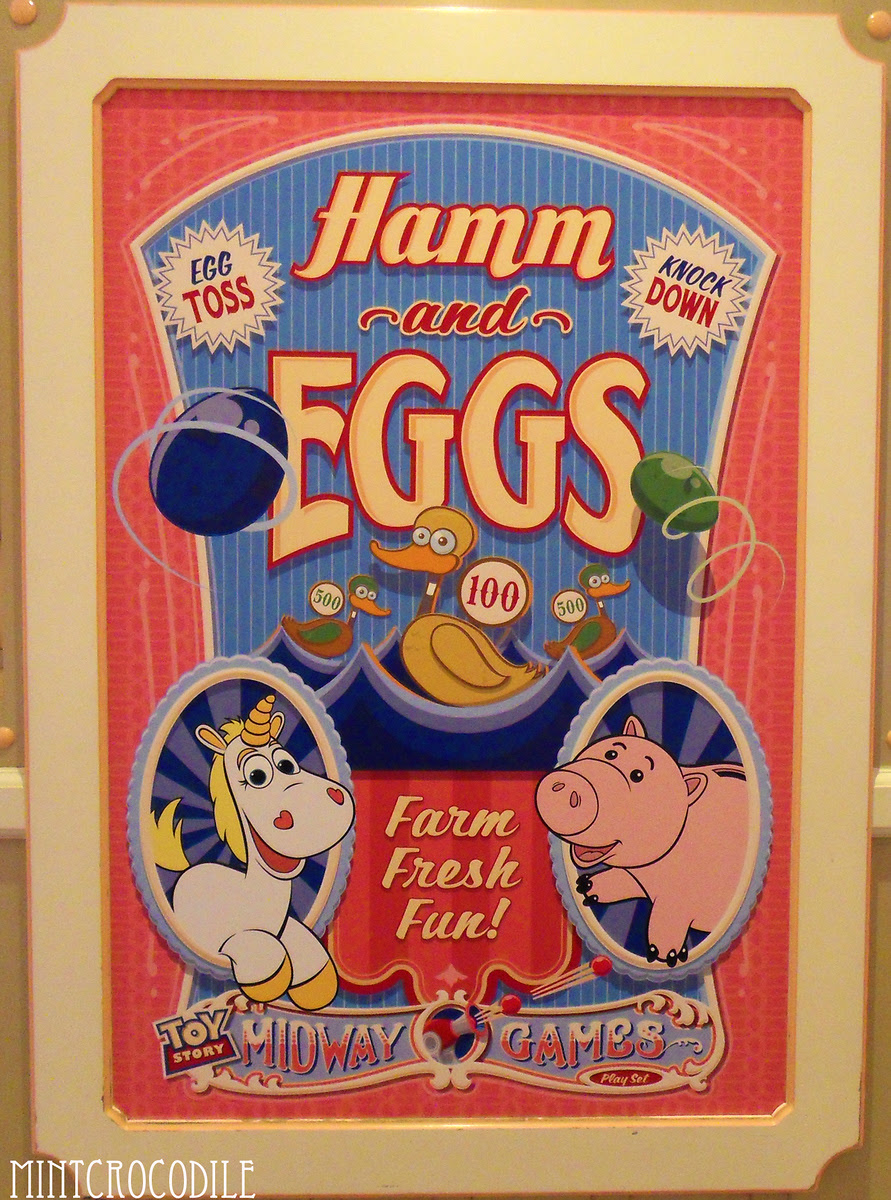 Hamm
and
EGGS
EGG
TOSS
KNOCK
DOWN
500
100
500
Farm
Fresh
Fun!
TOY
STORY
MIDWAY GAMES
Play Set
MINTCROCODILE